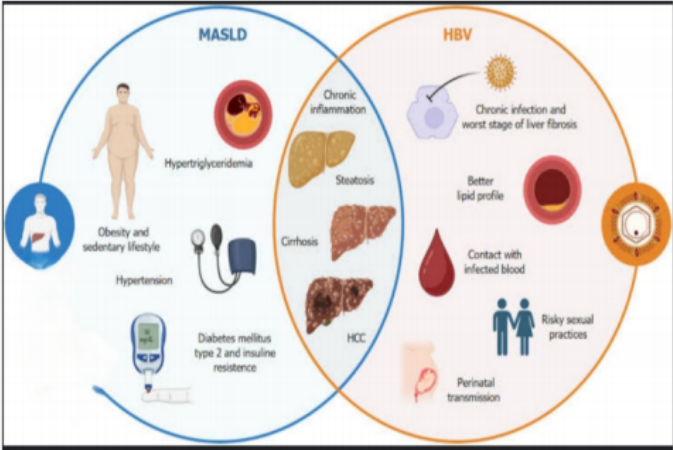 MASLD
Hypertriglyceridemia
Obesity and
sedentary lifestyle
Hypertension
Diabetes mellitus
type 2 and insuline
resistence
Chronic
inflammation
Steatosis
Cirrhosis
HCC
HBV
Chronic infection and
worst stage of liver fibrosis
Better
lipid profile
Contact with
infected blood
Risky sexual
practices
Perinatal
transmission